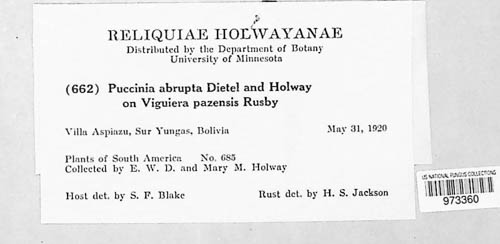 RELIQUIAE HOLWAYANAE
Distributed by the Department of Botany
University of Minnesota
(662) Puccinia abrupta Dietel and Holway
on Viguiera pazensis Rusby
Villa Aspiazu, Sur Yungas, Bolivia May 31, 1920
Plants of South America No. 685
Collected by E. W. D. and Mary M. Holway
Host det. by S. F. Blake Rust det. by H. S. Jackson
US NATIONAL FUNGUS COLLECTIONS
973360